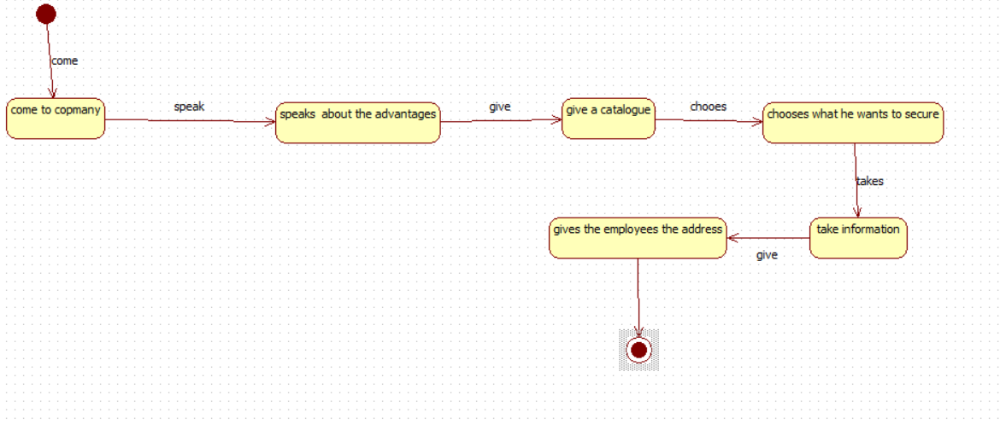 come
come to copmany
speak
speaks about the advantages
give
give a catalogue
chooes
chooses what he wants to secure
takes
take information
give
gives the employees the address